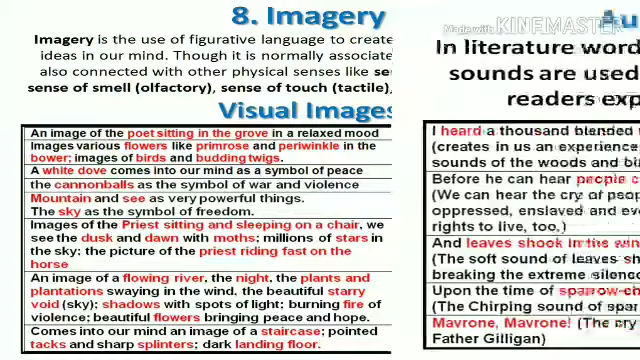 8. Imagery
Imagery is the use of figurative language to create
ideas in our mind. Though it is normally associate
also connected with other physical senses like se
sense of smell (olfactory), sense of touch (tactile),
Visual Images
An image of the poet sitting in the grove in a relaxed mood
Images various flowers like primrose and periwinkle in the
bower; images of birds and budding twigs.
A white dove comes into our mind as a symbol of peace
the cannonballs as the symbol of war and violence
Mountain and see as very powerful things.
The sky as the symbol of freedom.
Images of the Priest sitting and sleeping on a chair, we
see the dusk and dawn with moths; millions of stars in
the sky: the picture of the priest riding fast on the
horse
An image of a flowing river, the night, the plants and
plantations swaying in the wind, the beautiful starry
void (sky); shadows with spots of light; burning fire of
violence; beautiful flowers bringing peace and hope.
Comes into our mind an image of a staircase; pointed
tacks and sharp splinters; dark landing floor.
Made with KINEMASTER
In literature word
sounds are used
readers exp
I heard a thousand blended
(creates in us an experience
sounds of the woods and bi
Before he can hear people c
(We can hear the cry of peop
oppressed, enslaved and ev
rights to live, too.)
And leaves shook in the win
(The soft sound of leaves sh
breaking the extreme silenc
Upon the time of sparrow-ch
(The Chirping sound of spar
Mavrone, Mavrone! (The cry
Father Gilligan)